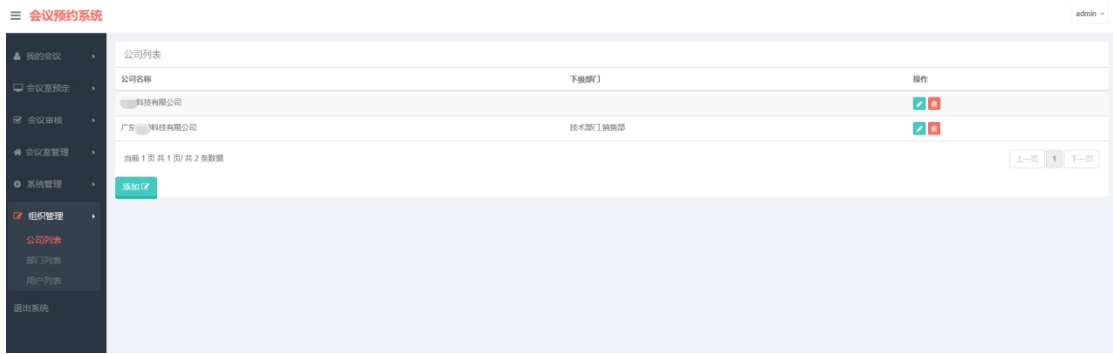 会议预约系统
admin
我的会议
会议室预定
会议审核
会议室管理
系统管理
组织管理
公司列表
部门列表
用户列表
退出系统
公司列表
公司名称 下级部门 操作
科技有限公司
广东 科技有限公司 技术部门,销售部
当前 1 页 共 1 页/ 共 2 条数据
上一页 1 下一页
添加